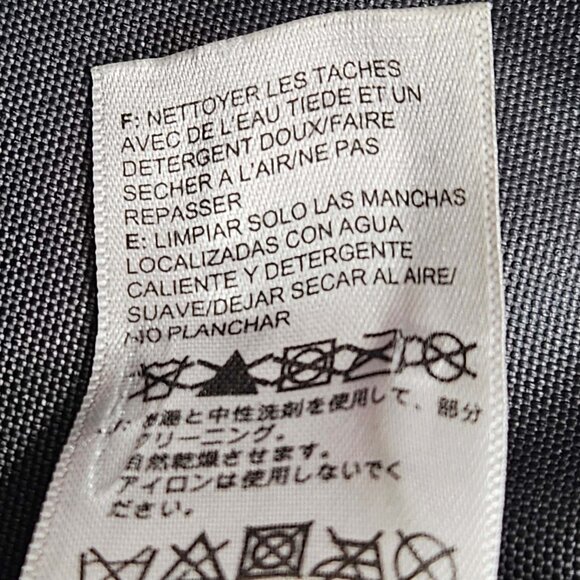 F: NETTOYER LES TACHES
AVEC DE L'EAU TIEDE ET UN
DETERGENT DOUX/FAIRE
SECHER A L'AIR/NE PAS
REPASSER
E: LIMPIAR SOLO LAS MANCHAS
LOCALIZADAS CON AGUA
CALIENTE Y DETERGENTE
SUAVE/DEJAR SECAR AL AIRE/
NO PLANCHAR
と中性洗剤を使用して、部分
クリーニング。
自然乾燥させます。
アイロンは使用しないでく
ださい。